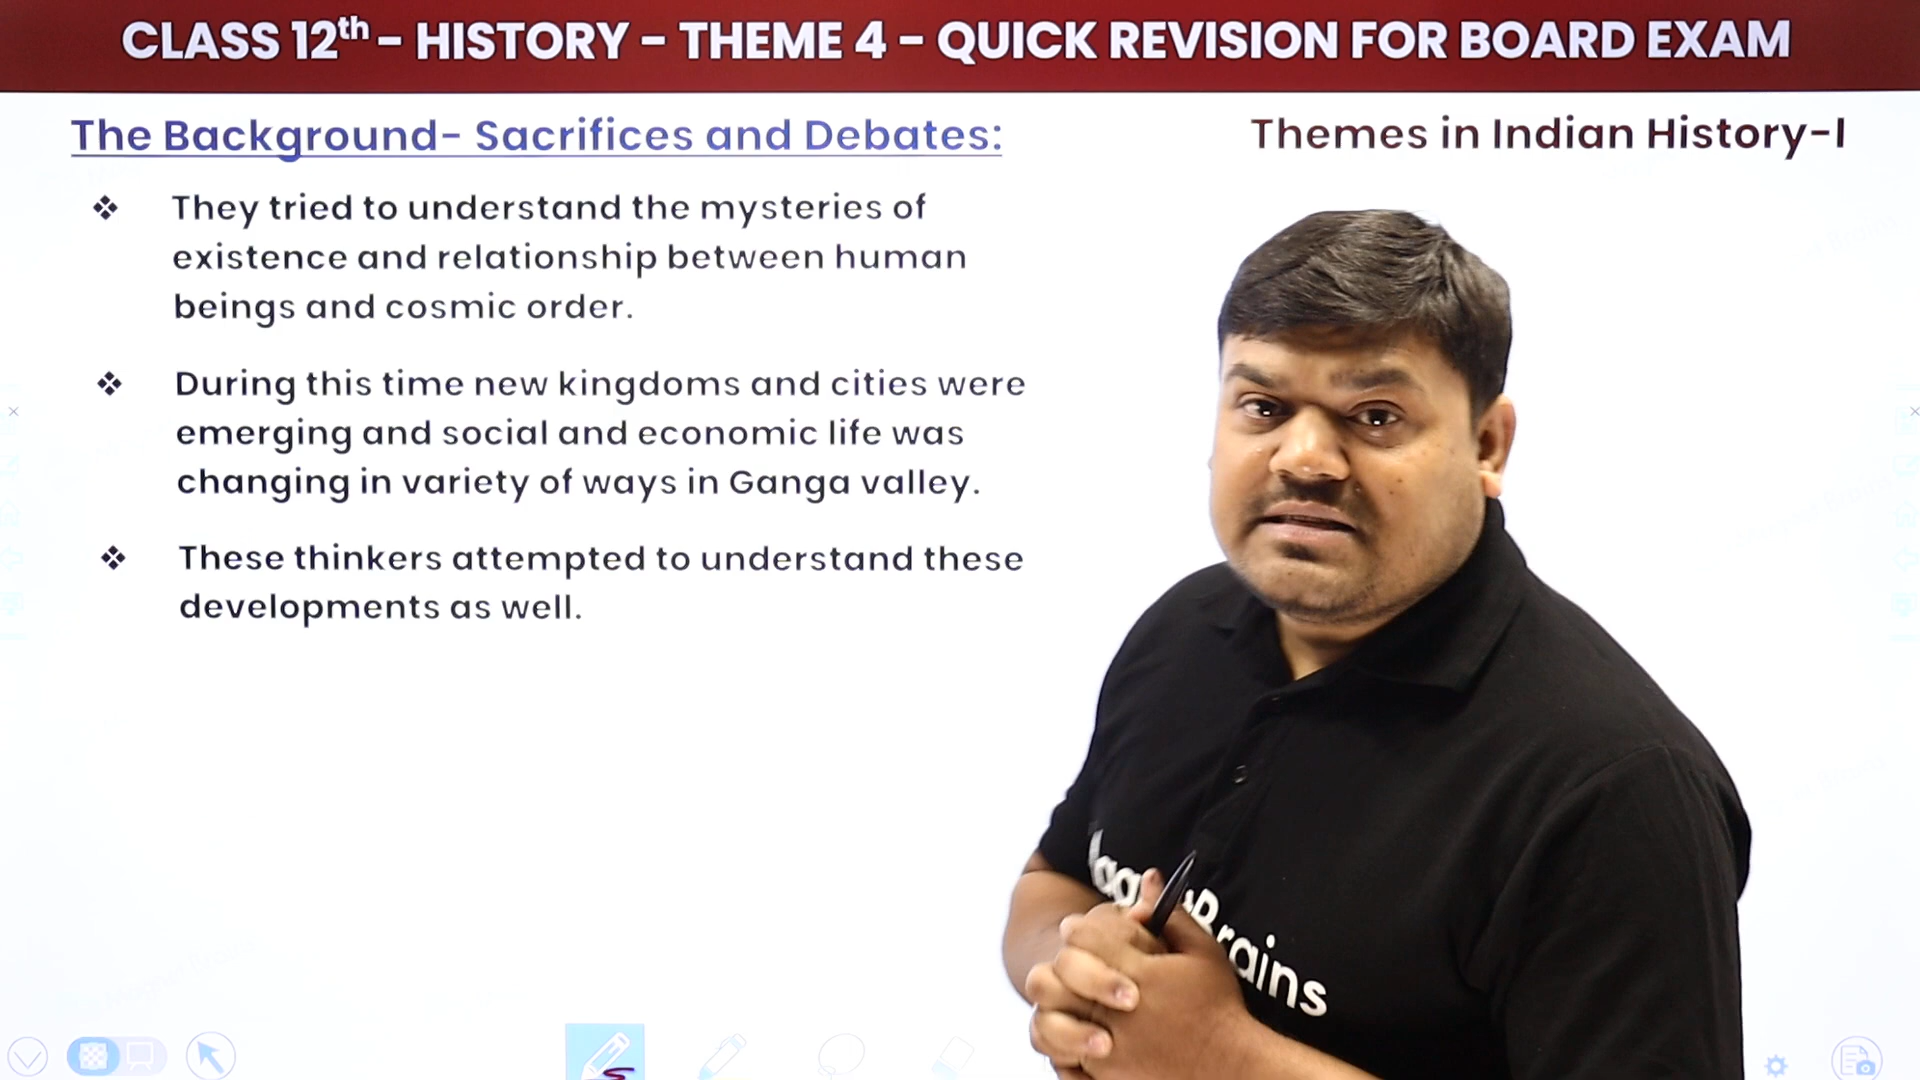 CLASS 12th - HISTORY - THEME 4 - QUICK REVISION FOR BOARD EXAM
The Background- Sacrifices and Debates:
Themes in Indian History-I
❖ They tried to understand the mysteries of
existence and relationship between human
beings and cosmic order.
❖ During this time new kingdoms and cities were
emerging and social and economic life was
changing in variety of ways in Ganga valley.
❖ These thinkers attempted to understand these
developments as well.
Brains